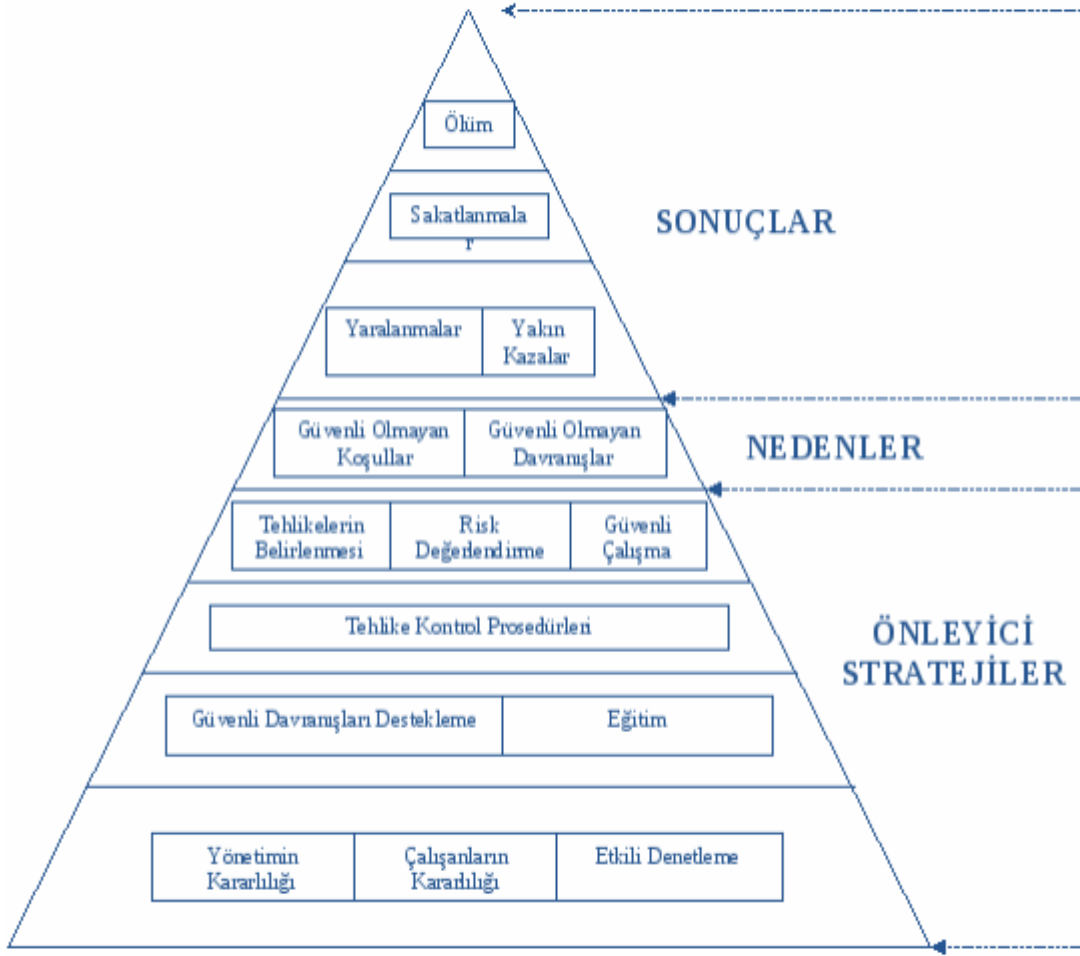 Ölüm
Sakatlanmala
r
SONUÇLAR
Yaralanmalar
Yakın
Kazalar
Güvenli Olmayan
Koşullar
Güvenli Olmayan
Davranışlar
NEDENLER
Tehlikelerin
Belirlenmesi
Risk
Değerlendirme
Güvenli
Çalışma
Tehlike Kontrol Prosedürleri
ÖNLEYİCİ
STRATEJİLER
Güvenli Davranışları Destekleme
Eğitim
Yönetimin
Kararlılığı
Çalışanların
Kararlılığı
Etkili Denetleme